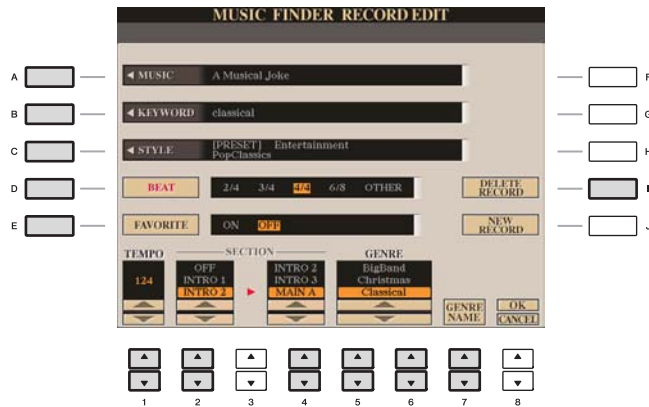 MUSIC FINDER RECORD EDIT
A ◄ MUSIC A Musical Joke F
B ◄ KEYWORD classical G
C ◄ STYLE [PRESET] Entertainment H
PopClassics
D BEAT 2/4 3/4 4/4 6/8 OTHER DELETE RECORD
E FAVORITE ON OFF NEW RECORD J
TEMPO SECTION GENRE
OFF INTRO 2 BigBand
124 INTRO 1 INTRO 3 Christmas
INTRO 2 ► MAIN A Classical
GENRE NAME OK
CANCEL
1 2 3 4 5 6 7 8